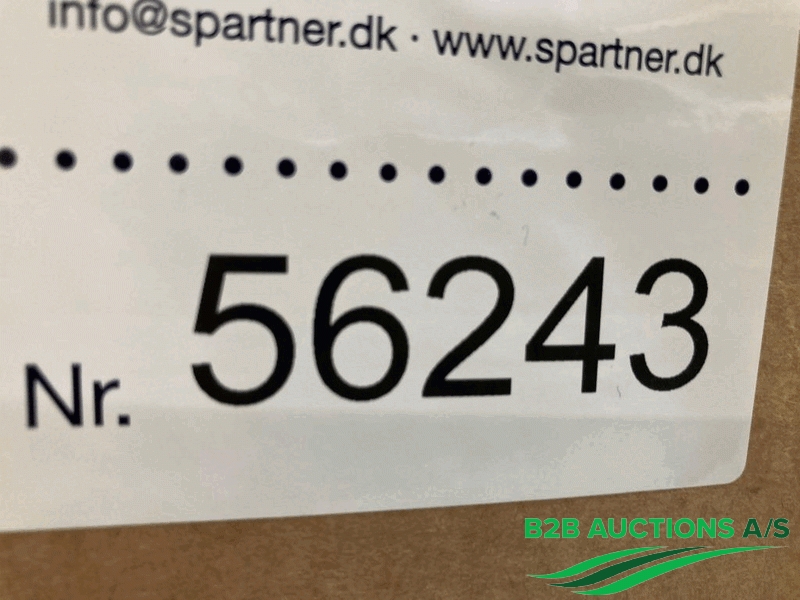 info@spartner.dk · www.spartner.dk
Nr. 56243
B2B AUCTIONS A/S